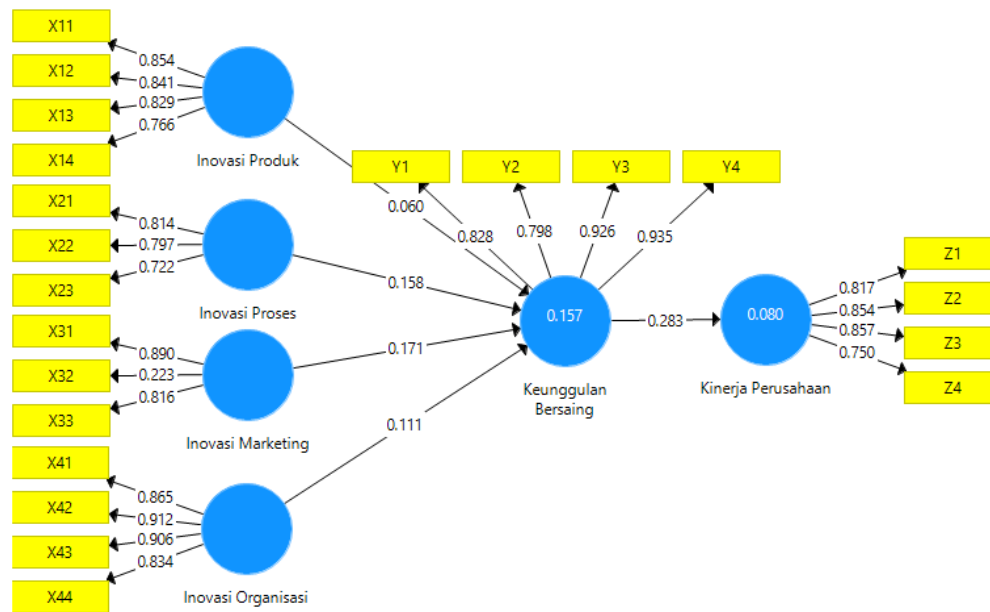 X11
X12
X13
X14
0.854
0.841
0.829
0.766
Inovasi Produk
X21
X22
X23
0.814
0.797
0.722
Inovasi Proses
X31
X32
X33
0.890
0.223
0.816
Inovasi Marketing
X41
X42
X43
X44
0.865
0.912
0.906
0.834
Inovasi Organisasi
0.060
0.158
0.171
0.111
Y1
Y2
Y3
Y4
0.828
0.798
0.926
0.935
0.157
Keunggulan
Bersaing
0.283
0.080
Kinerja Perusahaan
0.817
0.854
0.857
0.750
Z1
Z2
Z3
Z4